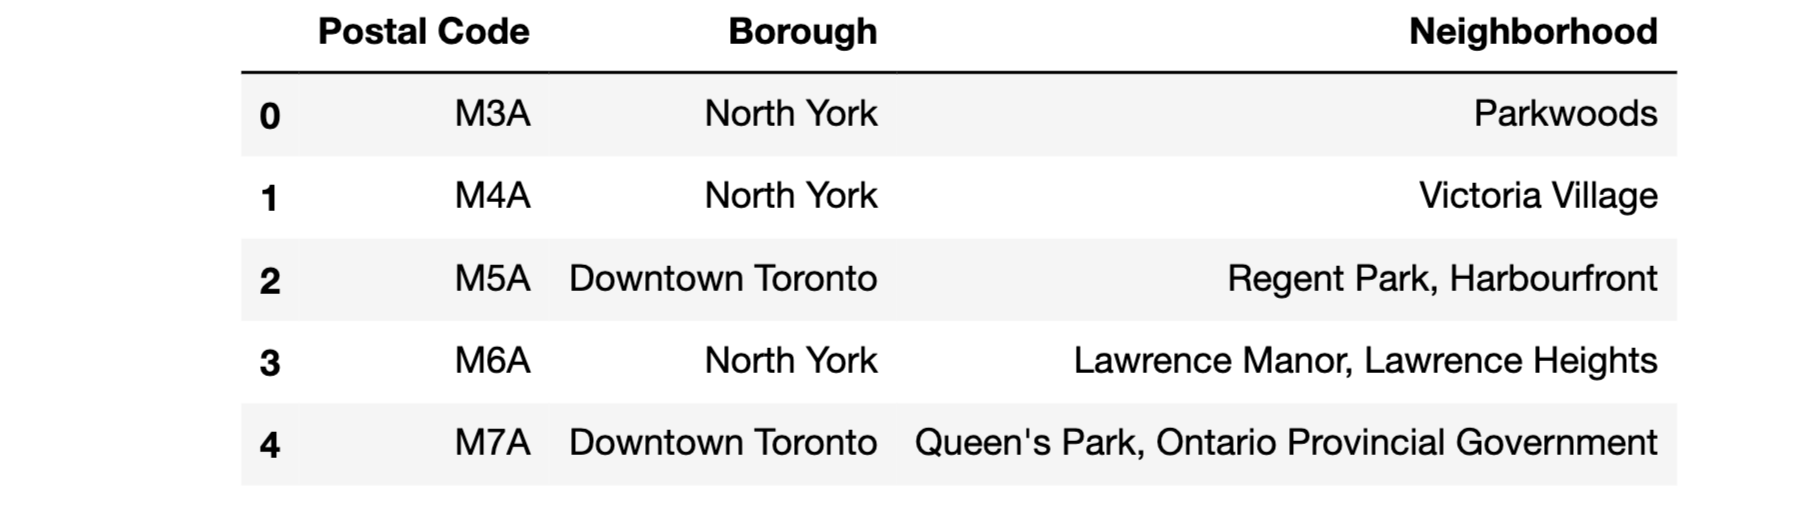 Postal Code Borough Neighborhood
0 M3A North York Parkwoods
1 M4A North York Victoria Village
2 M5A Downtown Toronto Regent Park, Harbourfront
3 M6A North York Lawrence Manor, Lawrence Heights
4 M7A Downtown Toronto Queen's Park, Ontario Provincial Government